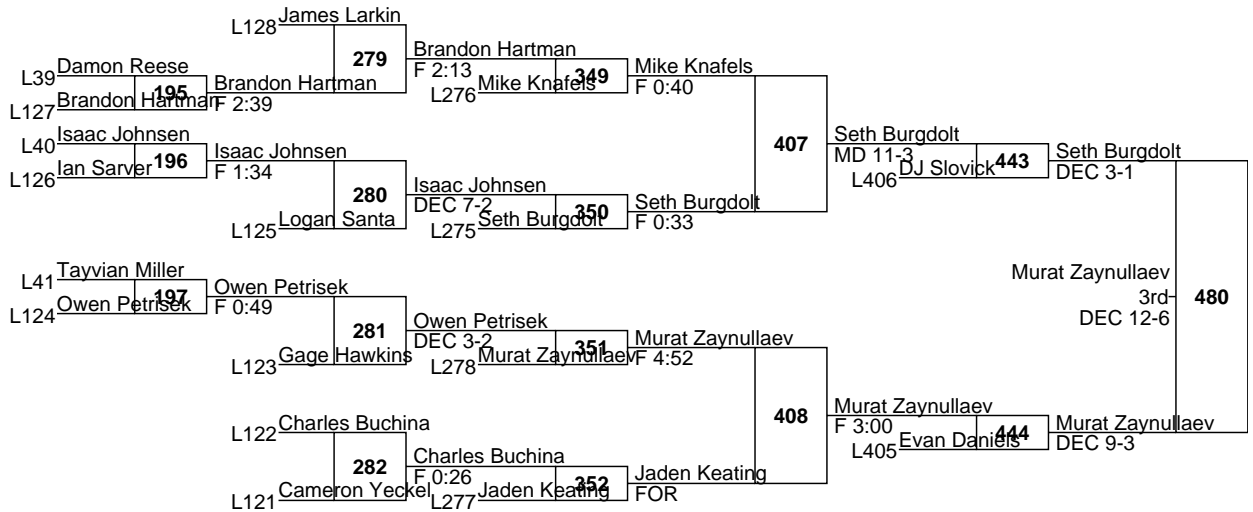 James Larkin
L128
279
Brandon Hartman
F 2:13
Damon Reese
L39
195
Brandon Hartman
F 2:39
Brandon Hartman
L127
349
Mike Knafels
F 0:40
Mike Knafels
L276
Isaac Johnsen
L40
196
Isaac Johnsen
F 1:34
Ian Sarver
L126
407
Seth Burgdolt
MD 11-3
443
Seth Burgdolt
DEC 3-1
DJ Slovick
L406
280
Isaac Johnsen
DEC 7-2
Logan Santa
L125
350
Seth Burgdolt
F 0:33
Seth Burgdolt
L275
Tayvian Miller
L41
197
Owen Petrisek
F 0:49
Owen Petrisek
L124
Murat Zaynullaev
3rd
DEC 12-6
480
281
Owen Petrisek
DEC 3-2
Gage Hawkins
L123
351
Murat Zaynullaev
F 4:52
Murat Zaynullaev
L278
408
Murat Zaynullaev
F 3:00
444
Murat Zaynullaev
DEC 9-3
Evan Daniels
L405
Charles Buchina
L122
282
Charles Buchina
F 0:26
Cameron Yeckel
L121
352
Jaden Keating
FOR
Jaden Keating
L277